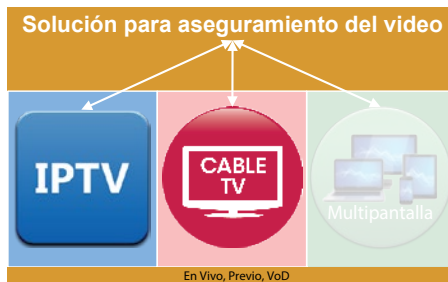 Solución para aseguramiento del video
IPTV
CABLE
TV
Multipantalla
En Vivo, Previo, VoD